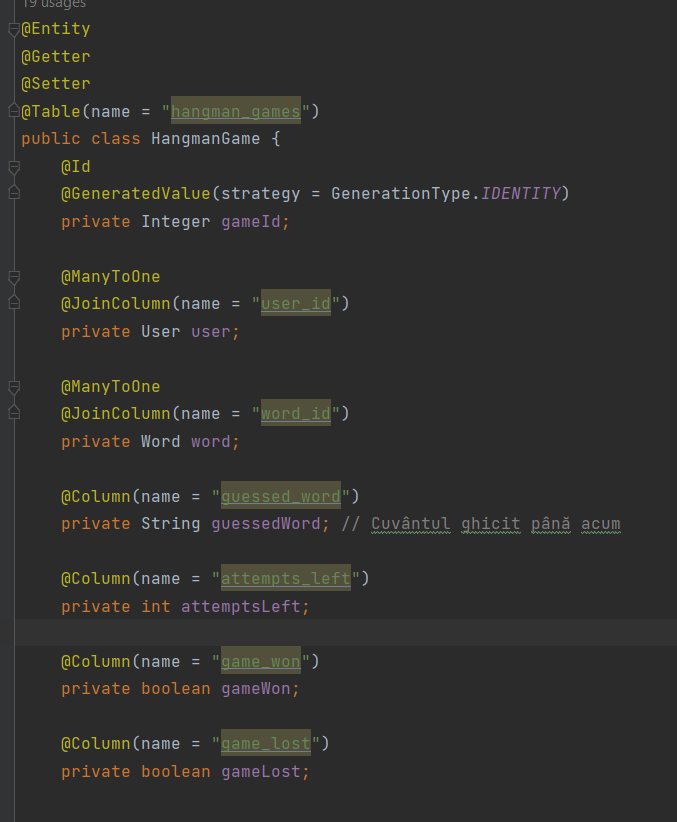 19 usages
@Entity
@Getter
@Setter
@Table(name = "hangman_games")
public class HangmanGame {
@Id
@GeneratedValue(strategy = GenerationType.IDENTITY)
private Integer gameId;
@ManyToOne
@JoinColumn(name = "user_id")
private User user;
@ManyToOne
@JoinColumn(name = "word_id")
private Word word;
@Column(name = "guessed_word")
private String guessedWord; // Cuvântul ghicit până acum
@Column(name = "attempts_left")
private int attemptsLeft;
@Column(name = "game_won")
private boolean gameWon;
@Column(name = "game_lost")
private boolean gameLost;